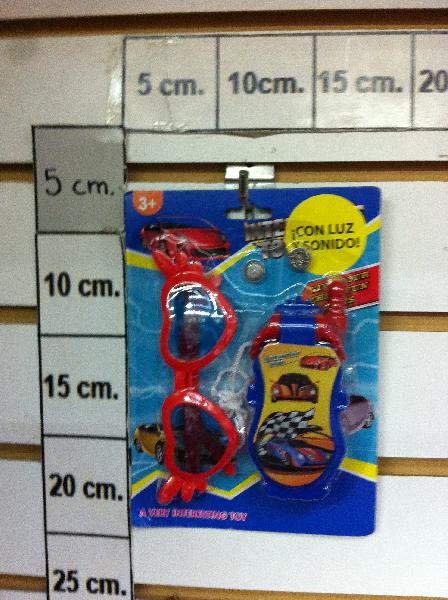 5 cm.
10cm.
15 cm.
20
5 cm.
10 cm.
15 cm.
20 cm.
25 cm.
3+
¡CON LUZ
Y SONIDO!
A VERY INTERESTING TOY